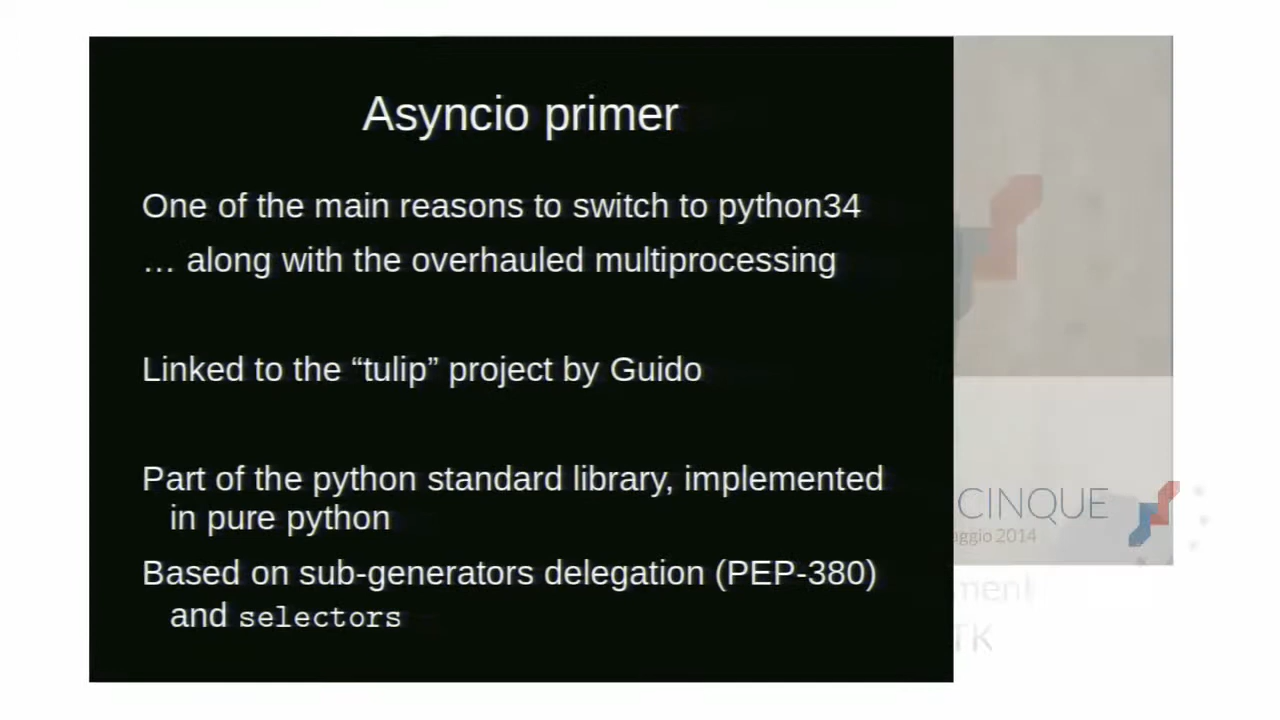 Asyncio primer
One of the main reasons to switch to python34
… along with the overhauled multiprocessing
Linked to the “tulip” project by Guido
Part of the python standard library, implemented
in pure python
Based on sub-generators delegation (PEP-380)
and selectors
CINQUE
2014